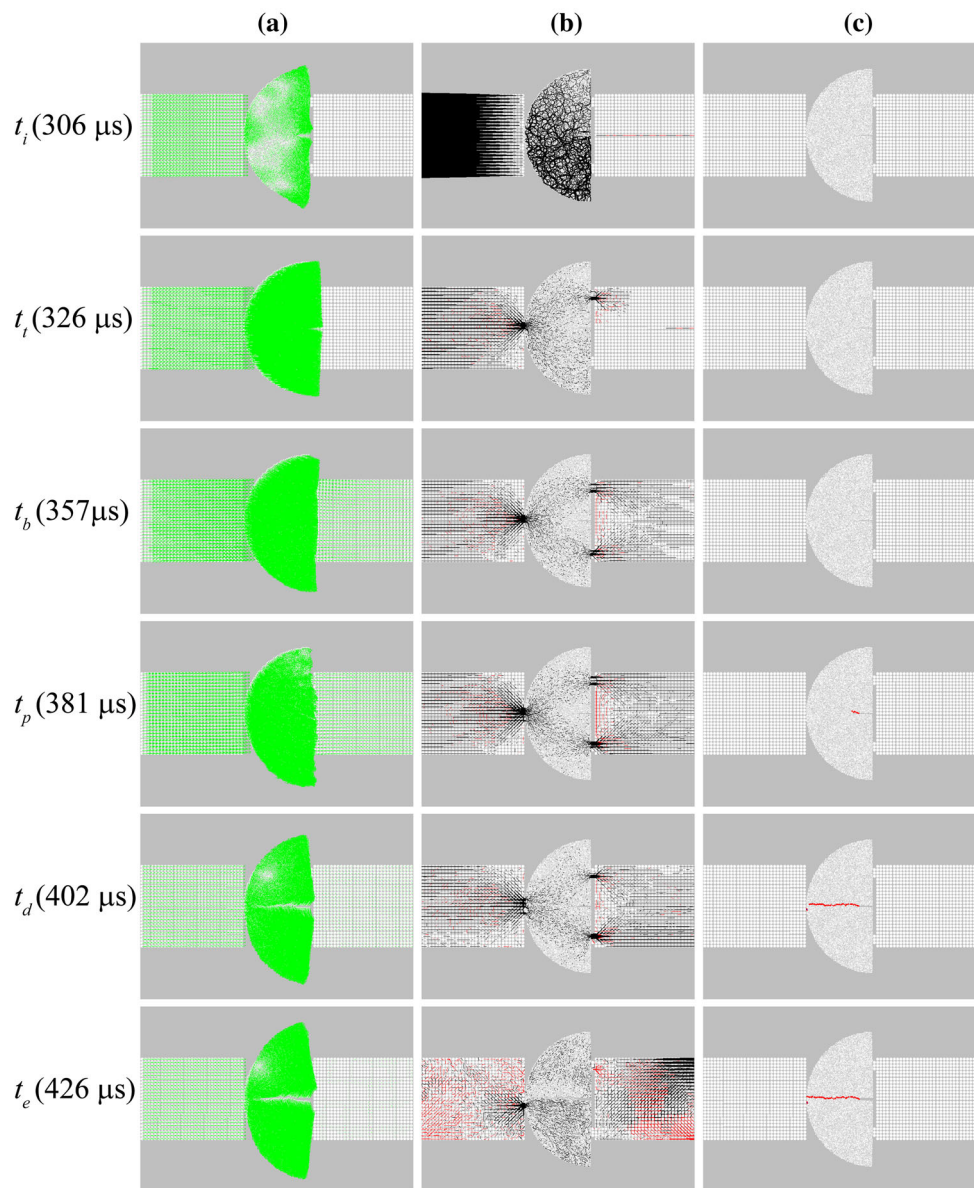 (a) (b) (c)
t_i (306 μs)
t_t (326 μs)
t_b (357μs)
t_p (381 μs)
t_d (402 μs)
t_e (426 μs)